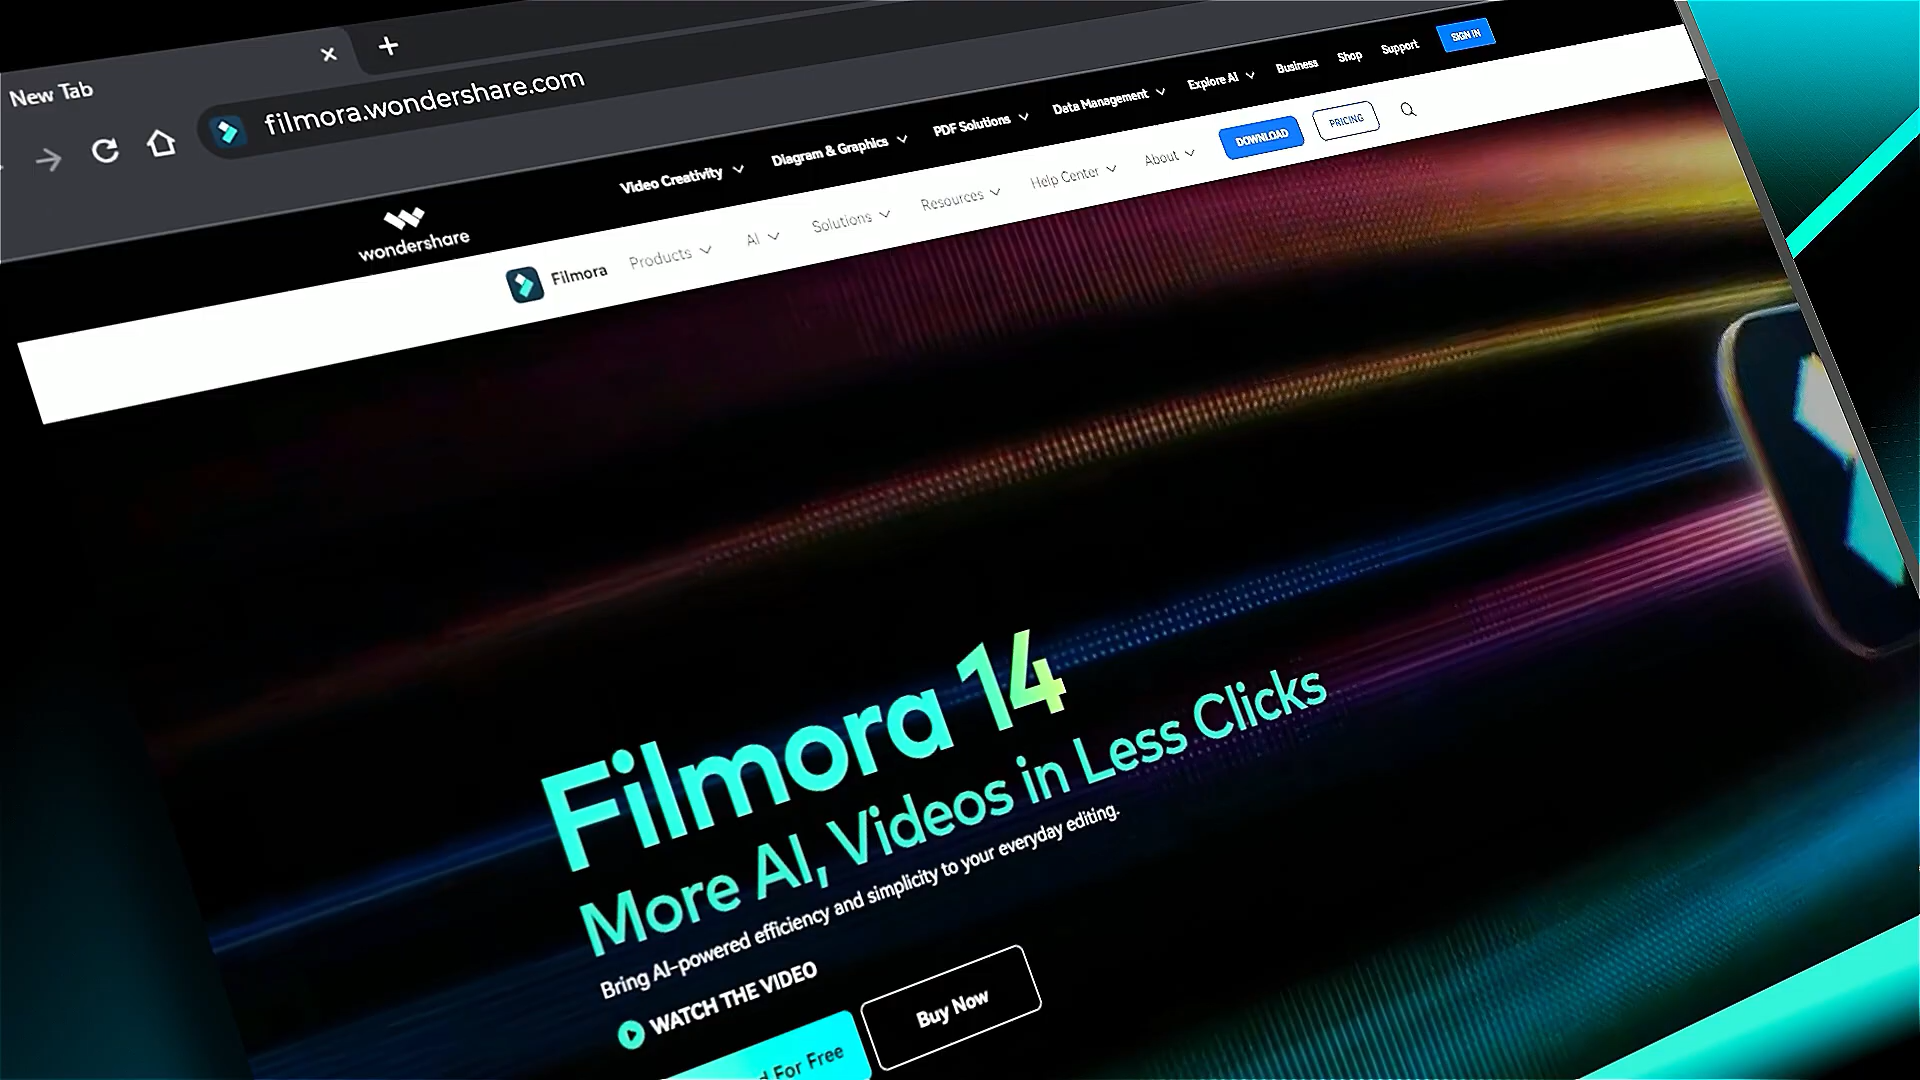 New Tab
filmora.wondershare.com
wondershare
Video Creativity
Diagram & Graphics
PDF Solutions
Data Management
Explore AI
Business
Shop
Support
SIGN IN
Filmora
Products
AI
Solutions
Resources
Help Center
About
DOWNLOAD
PRICING
Filmora 14
More AI, Videos in Less Clicks
Bring AI-powered efficiency and simplicity to your everyday editing.
WATCH THE VIDEO
For Free
Buy Now